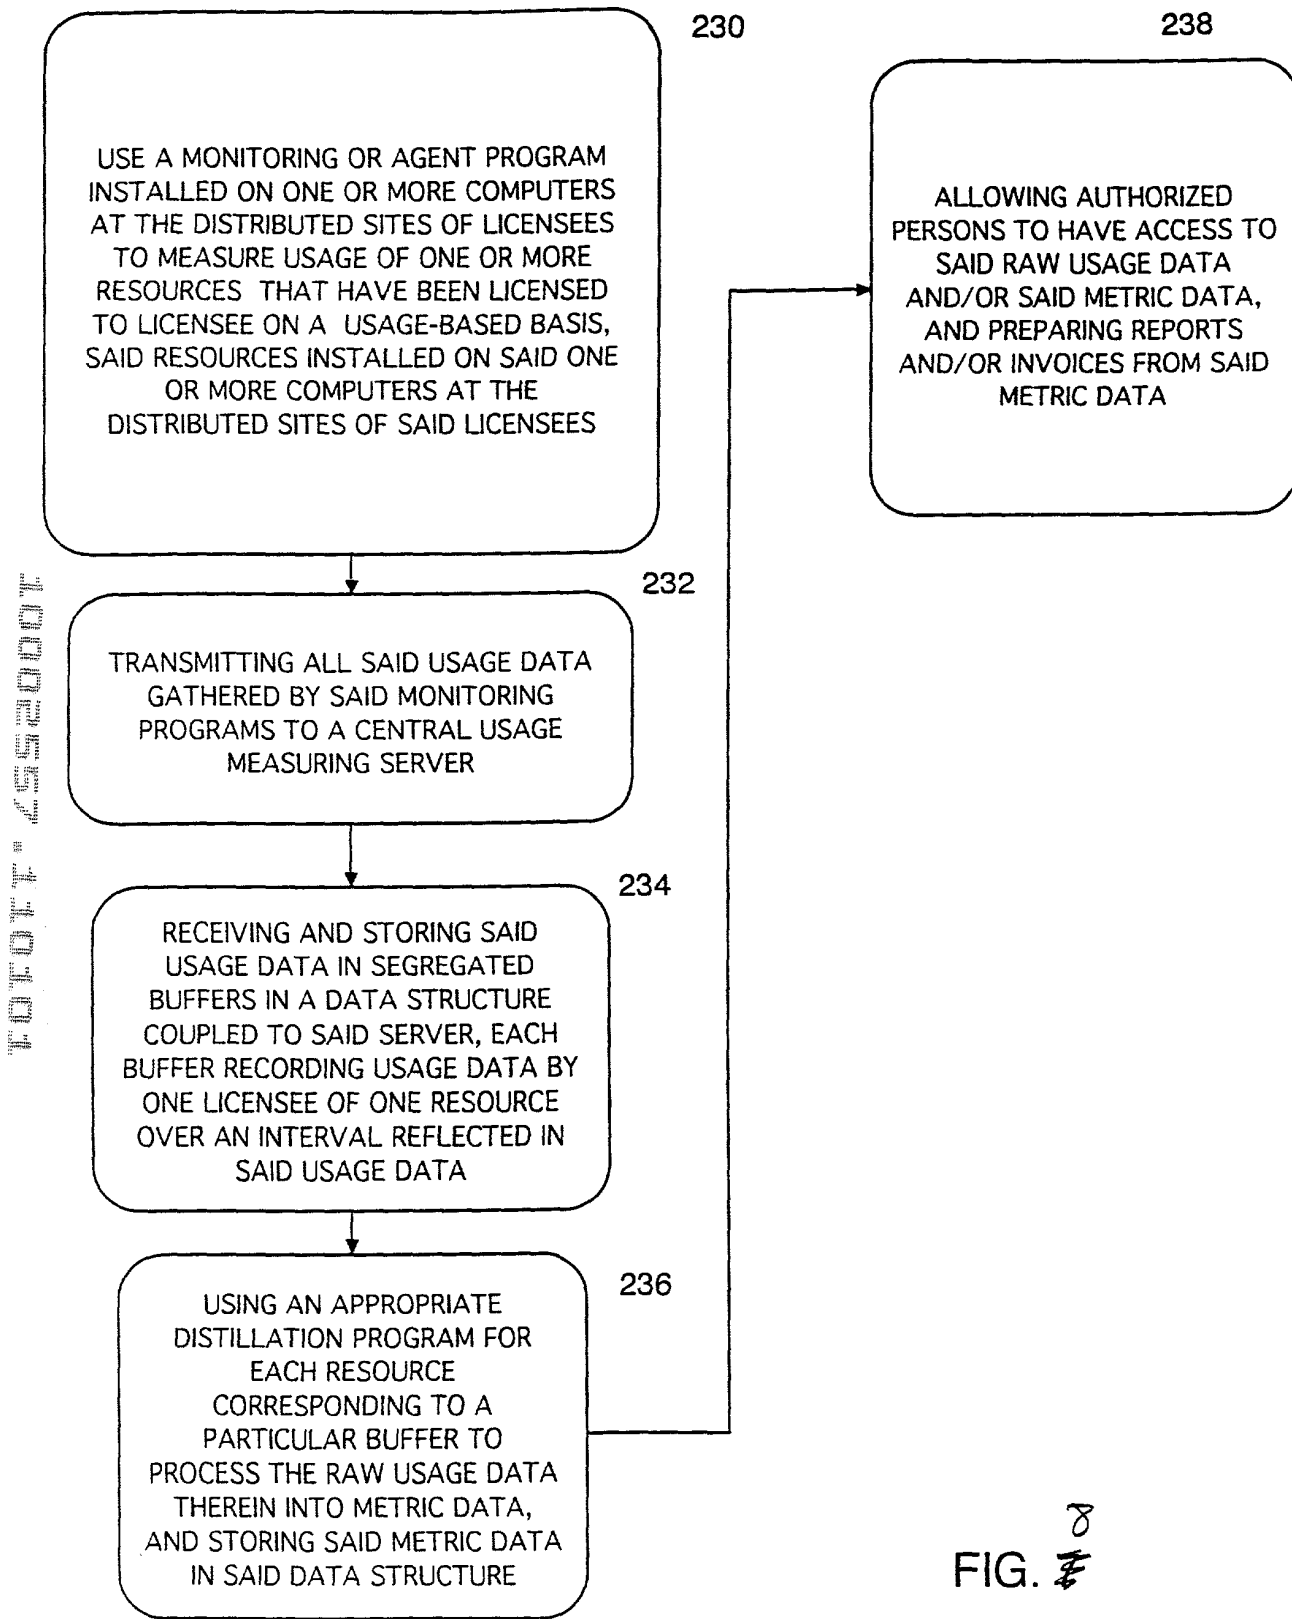 230
USE A MONITORING OR AGENT PROGRAM
INSTALLED ON ONE OR MORE COMPUTERS
AT THE DISTRIBUTED SITES OF LICENSEES
TO MEASURE USAGE OF ONE OR MORE
RESOURCES THAT HAVE BEEN LICENSED
TO LICENSEE ON A USAGE-BASED BASIS,
SAID RESOURCES INSTALLED ON SAID ONE
OR MORE COMPUTERS AT THE
DISTRIBUTED SITES OF SAID LICENSEES
232
TRANSMITTING ALL SAID USAGE DATA
GATHERED BY SAID MONITORING
PROGRAMS TO A CENTRAL USAGE
MEASURING SERVER
234
RECEIVING AND STORING SAID
USAGE DATA IN SEGREGATED
BUFFERS IN A DATA STRUCTURE
COUPLED TO SAID SERVER, EACH
BUFFER RECORDING USAGE DATA BY
ONE LICENSEE OF ONE RESOURCE
OVER AN INTERVAL REFLECTED IN
SAID USAGE DATA
236
USING AN APPROPRIATE
DISTILLATION PROGRAM FOR
EACH RESOURCE
CORRESPONDING TO A
PARTICULAR BUFFER TO
PROCESS THE RAW USAGE DATA
THEREIN INTO METRIC DATA,
AND STORING SAID METRIC DATA
IN SAID DATA STRUCTURE
238
ALLOWING AUTHORIZED
PERSONS TO HAVE ACCESS TO
SAID RAW USAGE DATA
AND/OR SAID METRIC DATA,
AND PREPARING REPORTS
AND/OR INVOICES FROM SAID
METRIC DATA
10002557.110101
8
FIG.